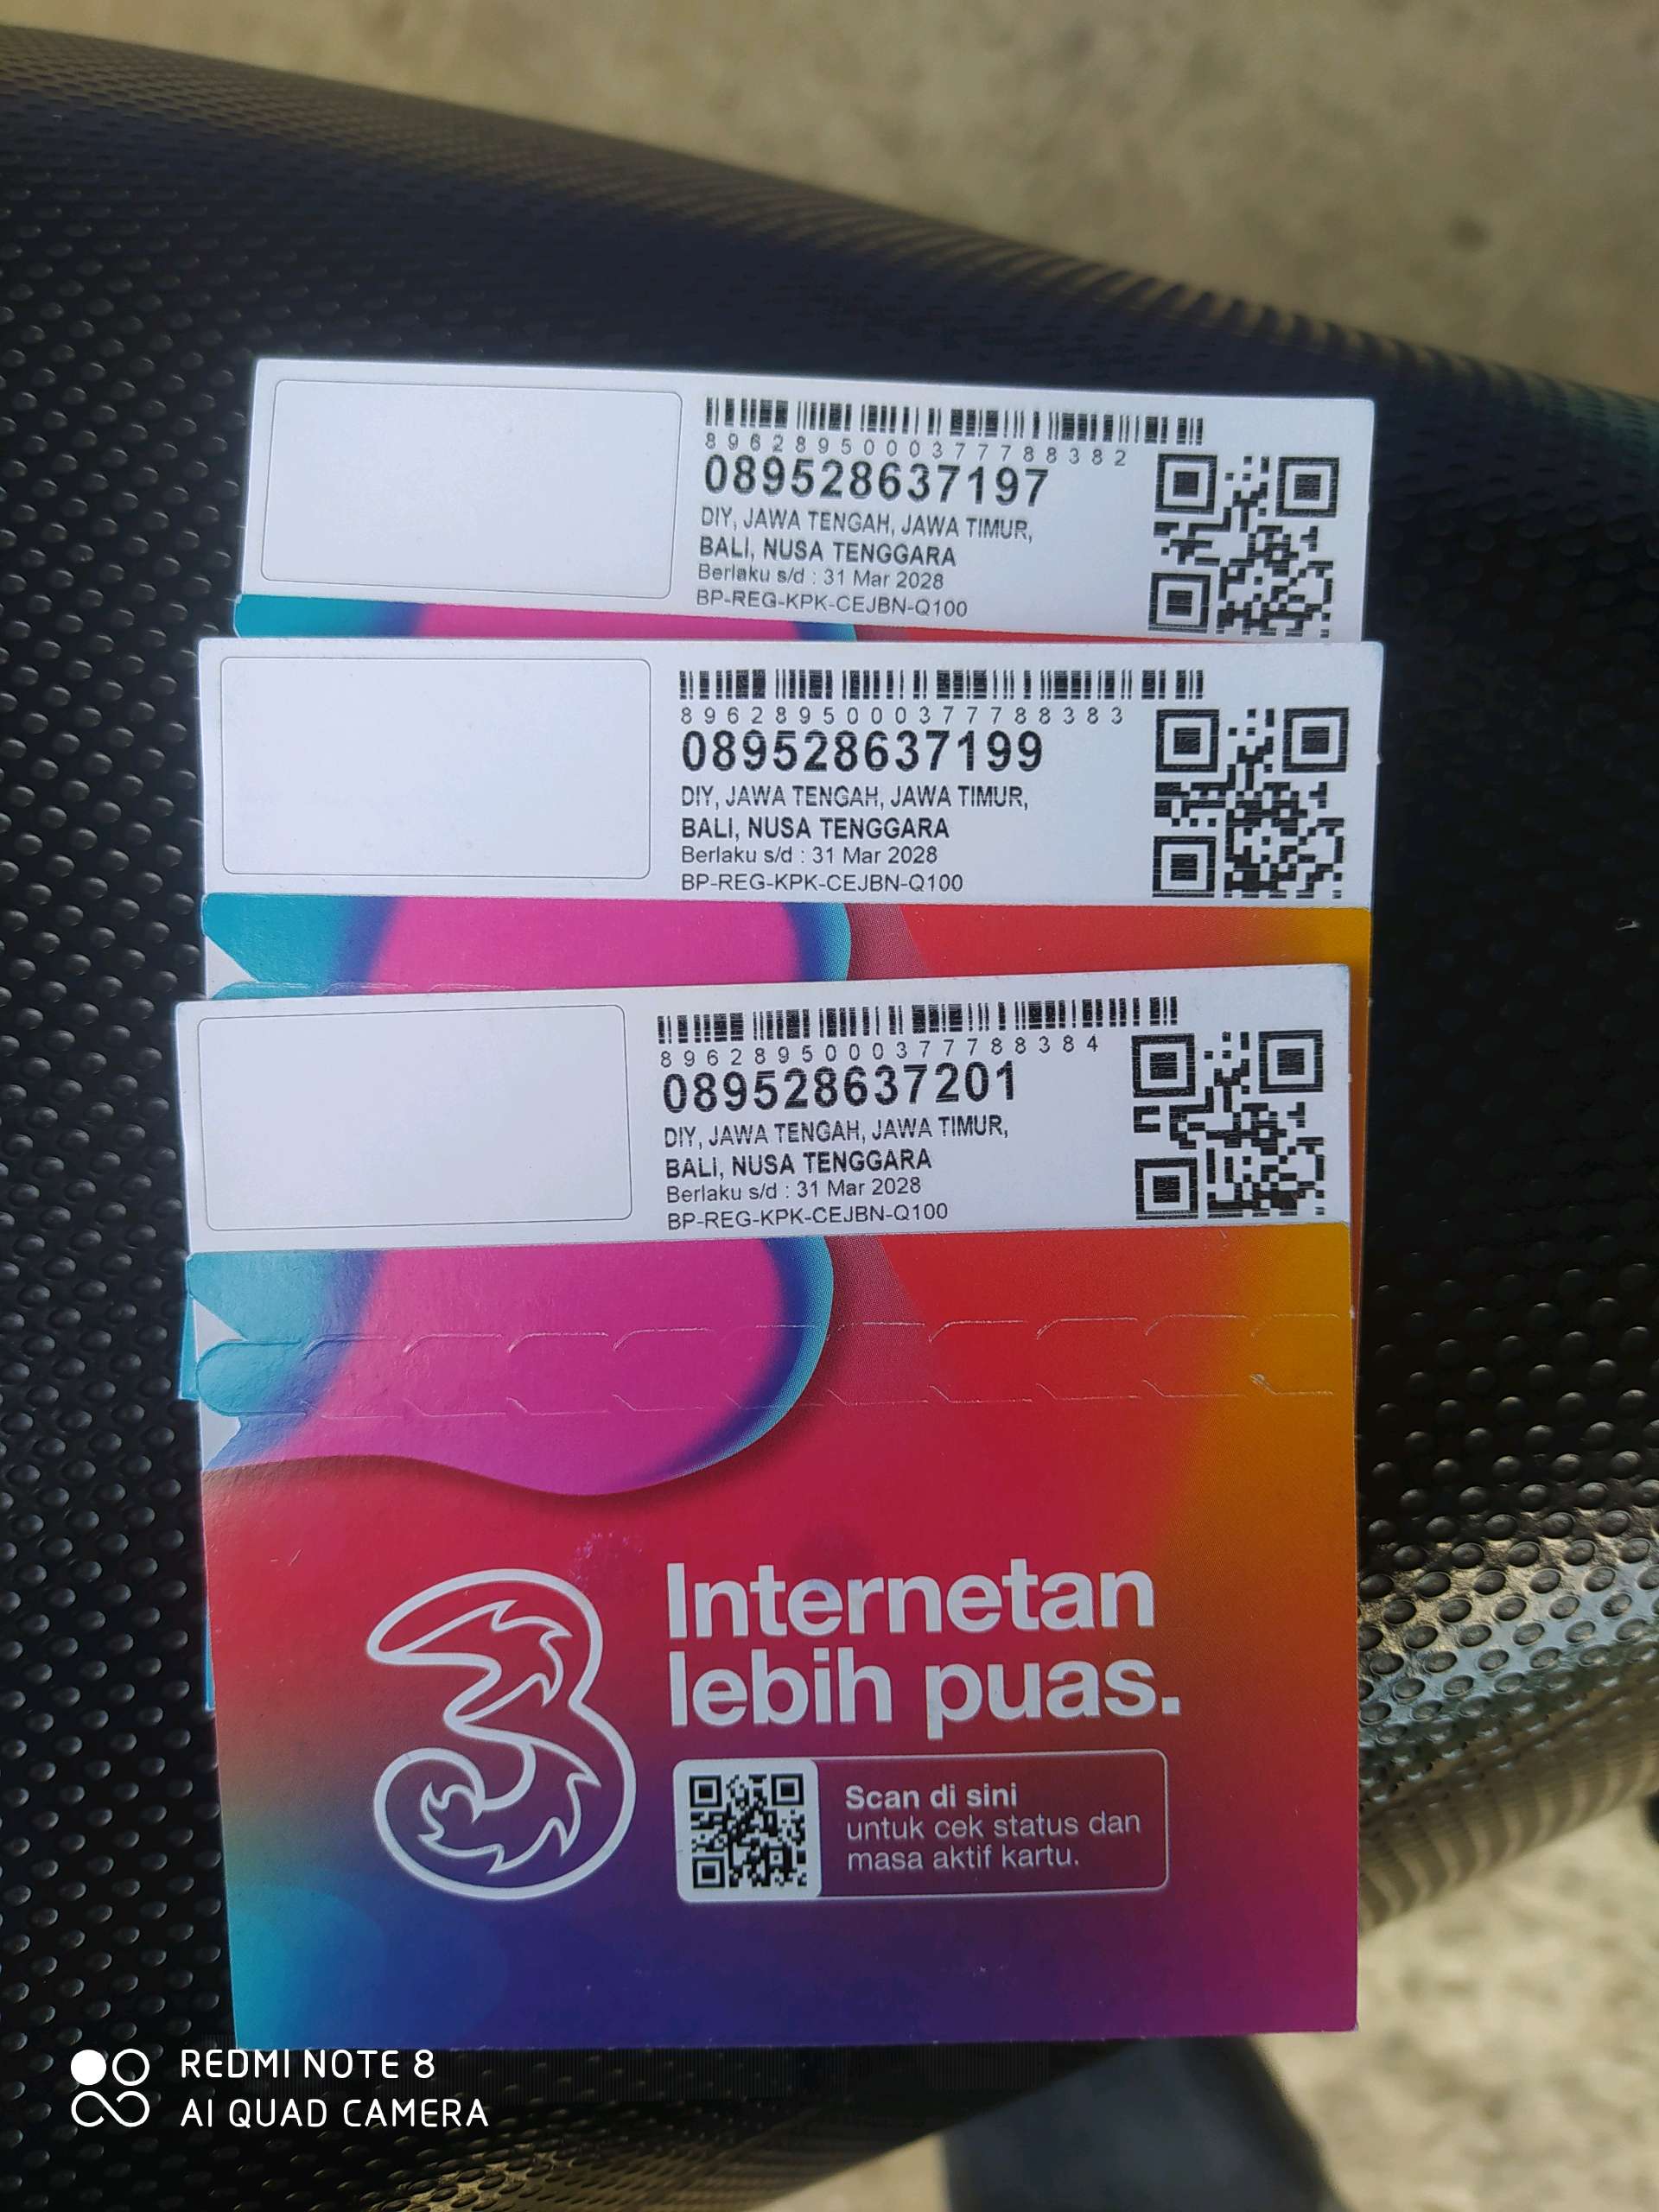 8962895000377788382
089528637197
DIY, JAWA TENGAH, JAWA TIMUR,
BALI, NUSA TENGGARA
Berlaku s/d : 31 Mar 2028
BP-REG-KPK-CEJBN-Q100
8962895000377788383
089528637199
DIY, JAWA TENGAH, JAWA TIMUR,
BALI, NUSA TENGGARA
Berlaku s/d : 31 Mar 2028
BP-REG-KPK-CEJBN-Q100
8962895000377788384
089528637201
DIY, JAWA TENGAH, JAWA TIMUR,
BALI, NUSA TENGGARA
Berlaku s/d : 31 Mar 2028
BP-REG-KPK-CEJBN-Q100
3
Internetan
lebih puas.
Scan di sini
untuk cek status dan
masa aktif kartu.
REDMI NOTE 8
AI QUAD CAMERA